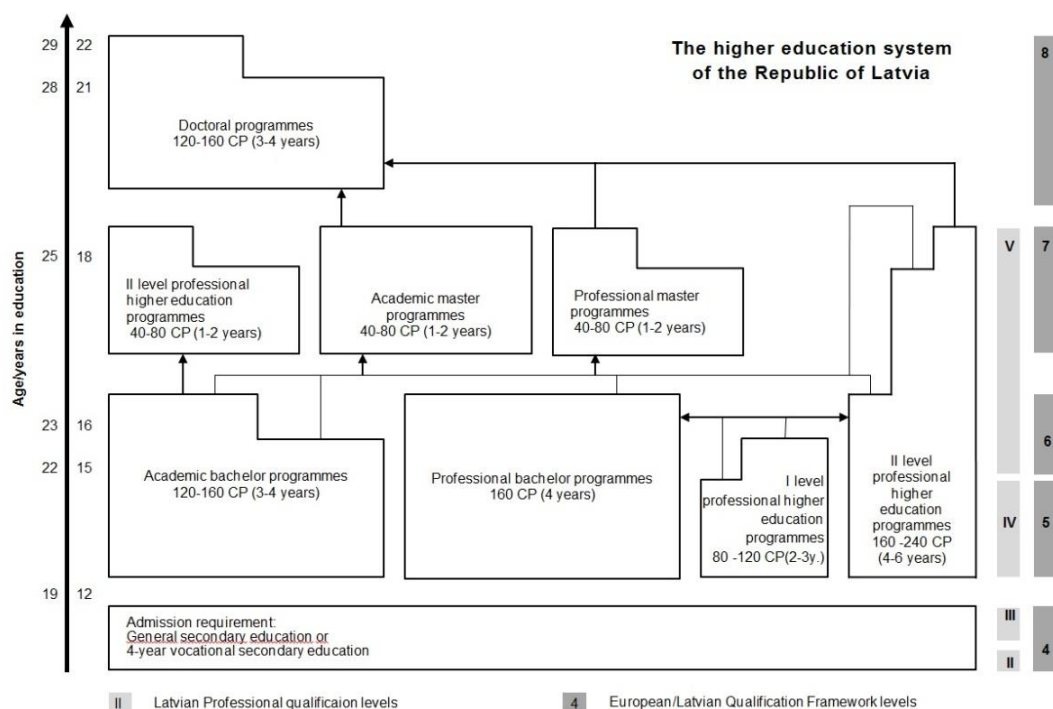 The higher education system
of the Republic of Latvia
Age/years in education
29 22
28 21
25 18
23 16
22 15
19 12
Doctoral programmes
120-160 CP (3-4 years)
II level professional
higher education
programmes
40-80 CP (1-2 years)
Academic master
programmes
40-80 CP (1-2 years)
Professional master
programmes
40-80 CP (1-2 years)
Academic bachelor programmes
120-160 CP (3-4 years)
Professional bachelor programmes
160 CP (4 years)
I level
professional higher
education
programmes
80 -120 CP(2-3y.)
II level
professional
higher
education
programmes
160 -240 CP
(4-6 years)
Admission requirement:
General secondary education or
4-year vocational secondary education
V
IV
III
II
8
7
6
5
4
II Latvian Professional qualificaion levels
4 European/Latvian Qualification Framework levels